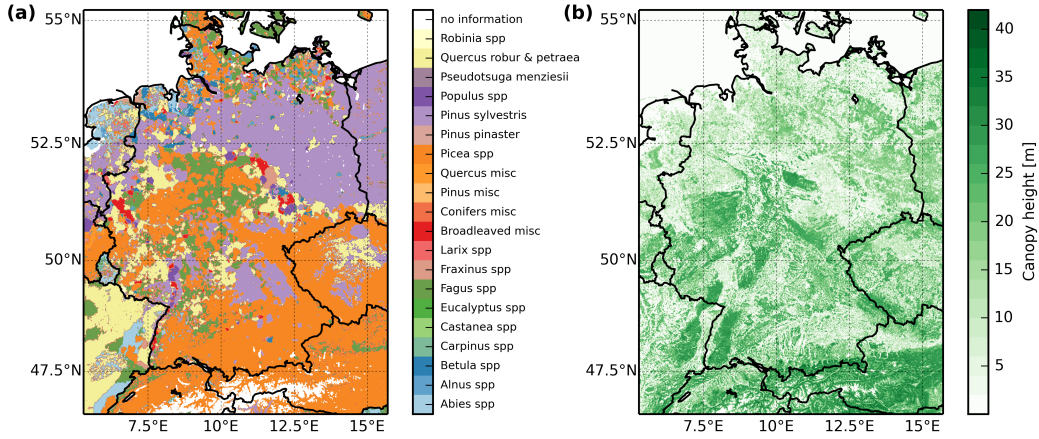 (a)
55°N
52.5°N
50°N
47.5°N
7.5°E 10°E 12.5°E 15°E
no information
Robinia spp
Quercus robur & petraea
Pseudotsuga menziesii
Populus spp
Pinus sylvestris
Pinus pinaster
Picea spp
Quercus misc
Pinus misc
Conifers misc
Broadleaved misc
Larix spp
Fraxinus spp
Fagus spp
Eucalyptus spp
Castanea spp
Carpinus spp
Betula spp
Alnus spp
Abies spp
(b)
55°N
52.5°N
50°N
47.5°N
7.5°E 10°E 12.5°E 15°E
40
35
30
25
20
15
10
5
Canopy height [m]